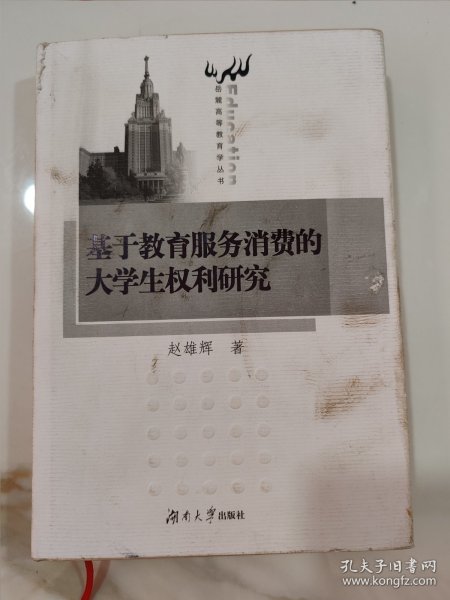 Education
岳麓高等教育学丛书
基于教育服务消费的
大学生权利研究
赵雄辉 著
湖南大学出版社
孔夫子旧书网
www.kongfz.com